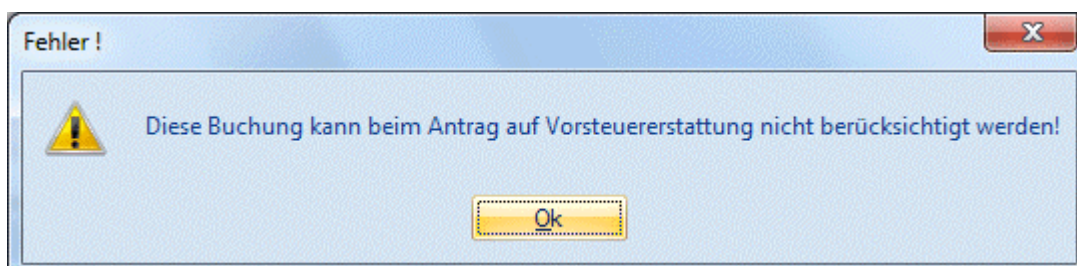 Fehler !
Diese Buchung kann beim Antrag auf Vorsteuererstattung nicht berücksichtigt werden!
Ok